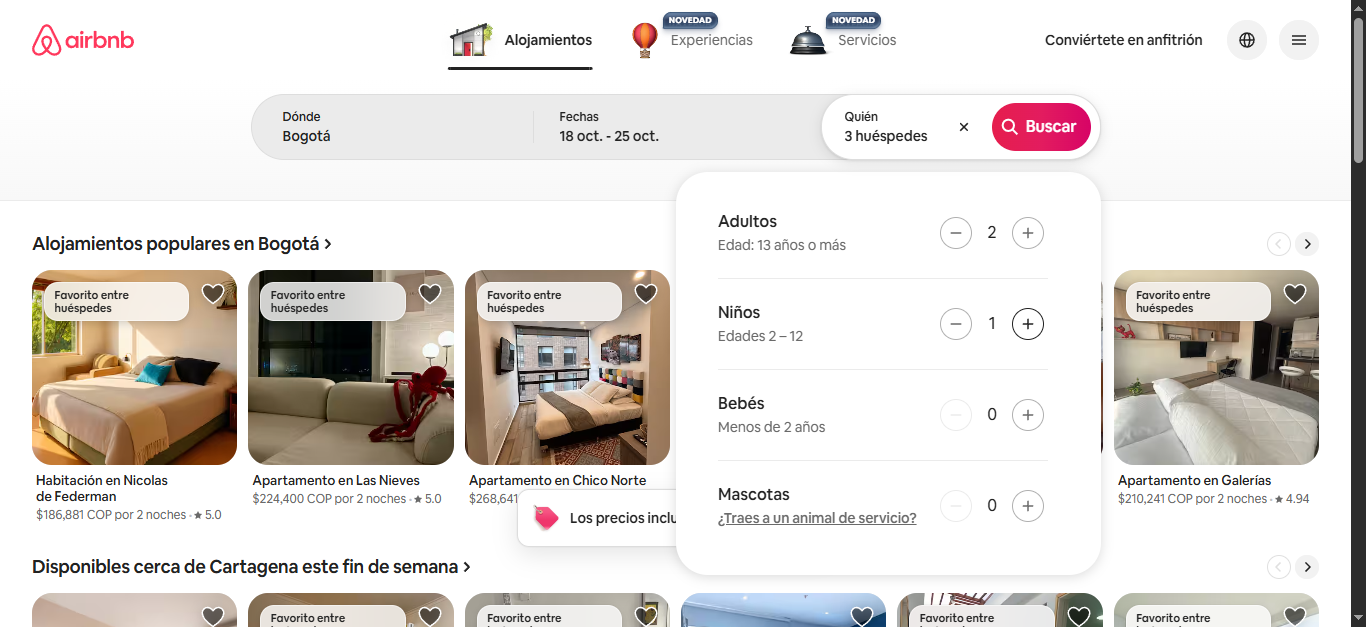 airbnb
Alojamientos
NOVEDAD
Experiencias
NOVEDAD
Servicios
Conviértete en anfitrión
Dónde
Bogotá
Fechas
18 oct. - 25 oct.
Quién
3 huéspedes
Buscar
Adultos
Edad: 13 años o más
2
Niños
Edades 2 – 12
1
Bebés
Menos de 2 años
0
Mascotas
¿Traes a un animal de servicio?
0
Alojamientos populares en Bogotá
Favorito entre
huéspedes
Favorito entre
huéspedes
Favorito entre
huéspedes
Favorito entre
huéspedes
Habitación en Nicolas
de Federman
$186,881 COP por 2 noches · ★ 5.0
Apartamento en Las Nieves
$224,400 COP por 2 noches · ★ 5.0
Apartamento en Chico Norte
$268,641
Apartamento en Galerías
$210,241 COP por 2 noches · ★ 4.94
Los precios inclu
Disponibles cerca de Cartagena este fin de semana
Favorito entre
Favorito entre
Favorito entre
Favorito entre